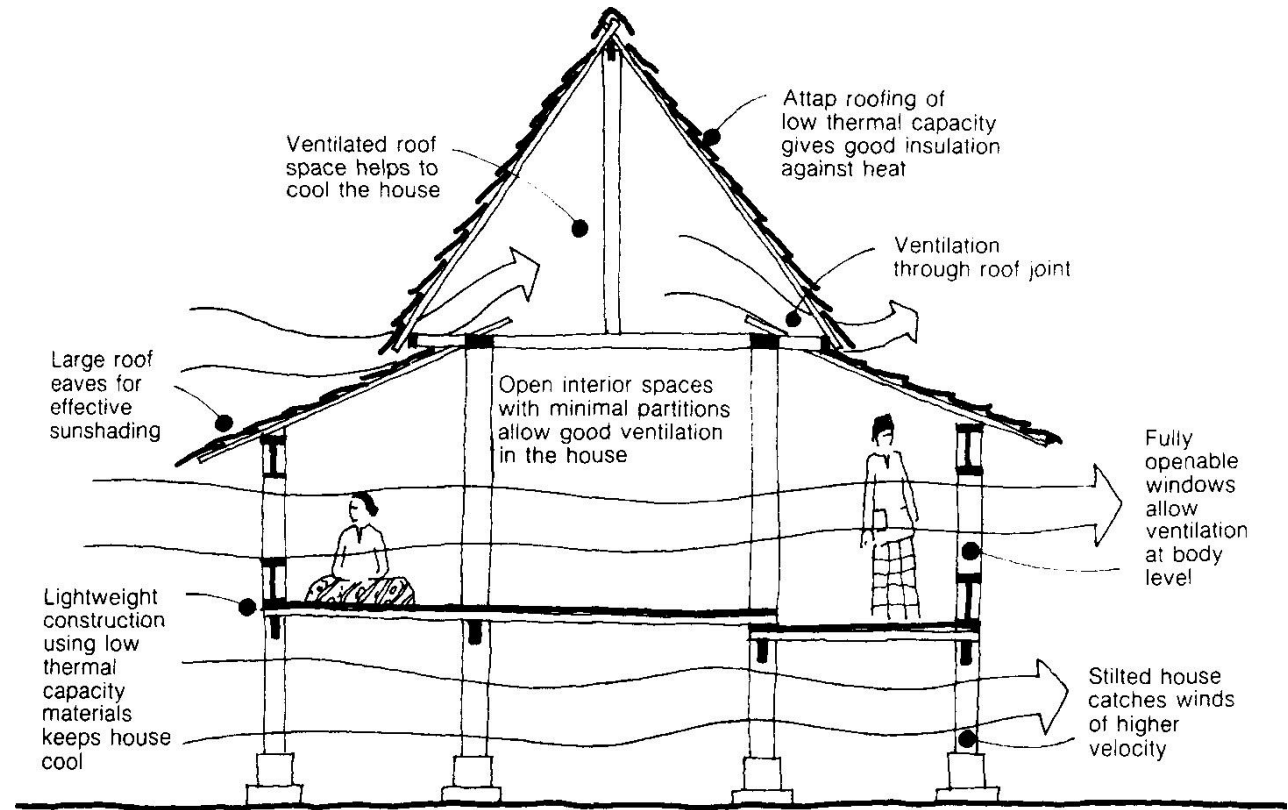 Attap roofing of
low thermal capacity
gives good insulation
against heat
Ventilated roof
space helps to
cool the house
Ventilation
through roof joint
Large roof
eaves for
effective
sunshading
Open interior spaces
with minimal partitions
allow good ventilation
in the house
Fully
openable
windows
allow
ventilation
at body
level
Lightweight
construction
using low
thermal
capacity
materials
keeps house
cool
Stilted house
catches winds
of higher
velocity